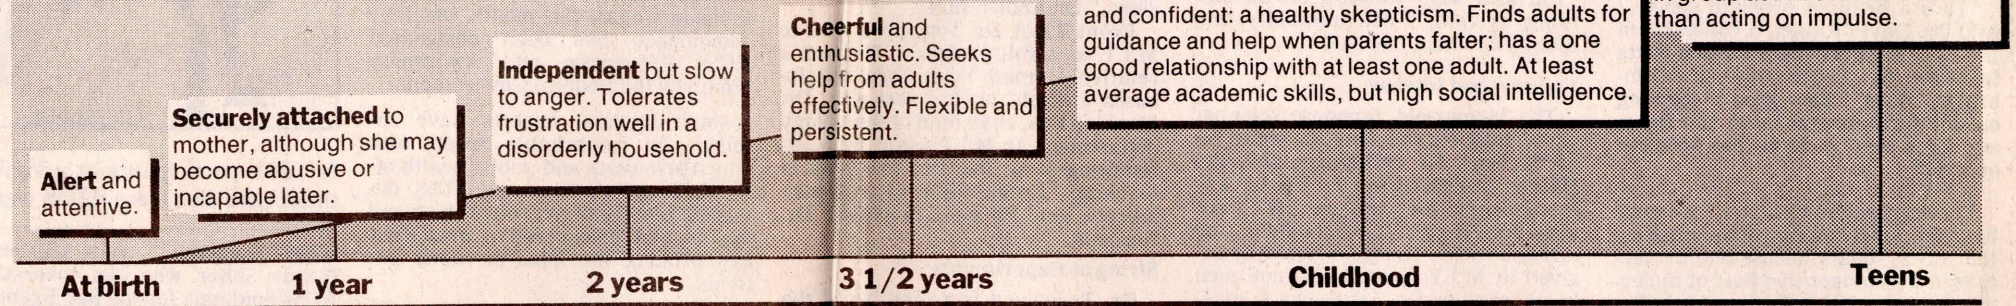 Alert and
attentive.
Securely attached to
mother, although she may
become abusive or
incapable later.
Independent but slow
to anger. Tolerates
frustration well in a
disorderly household.
Cheerful and
enthusiastic. Seeks
help from adults
effectively. Flexible and
persistent.
and confident: a healthy skepticism. Finds adults for
guidance and help when parents falter; has a one
good relationship with at least one adult. At least
average academic skills, but high social intelligence.
than acting on impulse.
At birth
1 year
2 years
3 1/2 years
Childhood
Teens